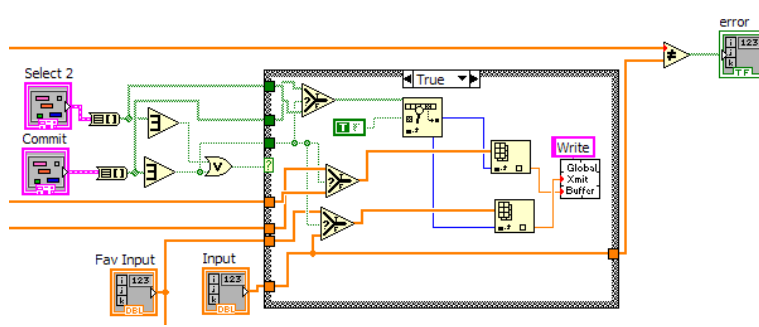 error
123
TF
True
Select 2
Commit
T F
Write
Global
Xmit
Buffer
Fav Input
Input
123
DBL
123
DBL